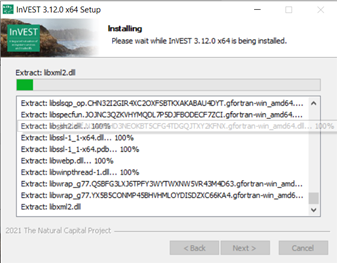 InVEST 3.12.0 x64 Setup
InVEST
Installing
Please wait while InVEST 3.12.0 x64 is being installed.
Extract: libxml2.dll
Extract: libslsqp_op.CHN32I2GIR4XC2OXFSBTKXAKABAU4DYT.gfortran-win_amd64....
Extract: libspecfun.JOJNC3QZKVHYMQOL7P5DJFBODECF7ZCI.gfortran-win_amd64....
Extract: libssh2.dll... 100%
Extract: libssl-1_1-x64.dll... 100%
Extract: libssl-1_1-x64.pdb... 100%
Extract: libwebp.dll... 100%
Extract: libwinpthread-1.dll... 100%
Extract: libwrap_g77.QSBFG3LXJ6TPFY3WYTWXNW5VR43M4D63.gfortran-win_amd6...
Extract: libwrap_g77.YX5B5CONMP45BHVHMLOYDISDZXC66KA4.gfortran-win_amd...
Extract: libxml2.dll
2021 The Natural Capital Project
< Back
Next >
Cancel